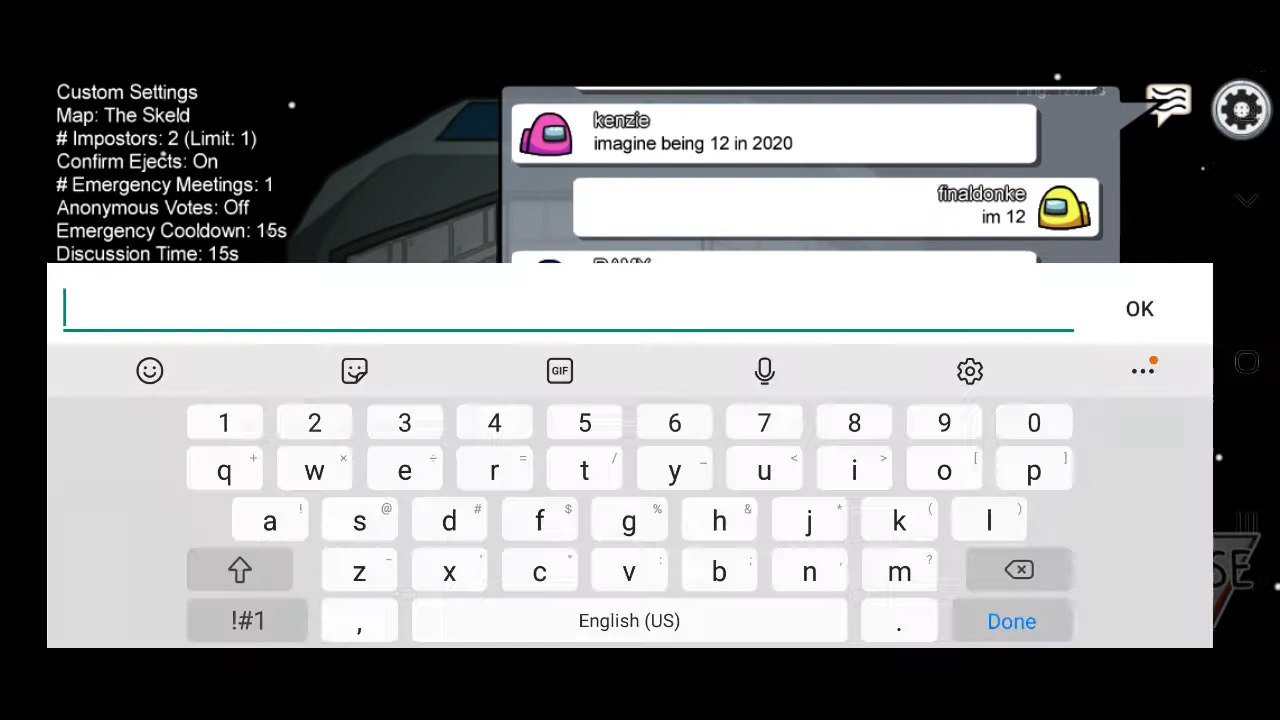 Custom Settings
Map: The Skeld
# Impostors: 2 (Limit: 1)
Confirm Ejects: On
# Emergency Meetings: 1
Anonymous Votes: Off
Emergency Cooldown: 15s
Discussion Time: 15s
kenzie
imagine being 12 in 2020
finaldonke
im 12
OK
GIF
1 2 3 4 5 6 7 8 9 0
q + w × e ÷ r = t / y _ u < i > o [ p ]
a ! s @ d # f $ g % h & j * k ( l )
z - x ' c " v : b ; n , m ?
!#1 , English (US) . Done